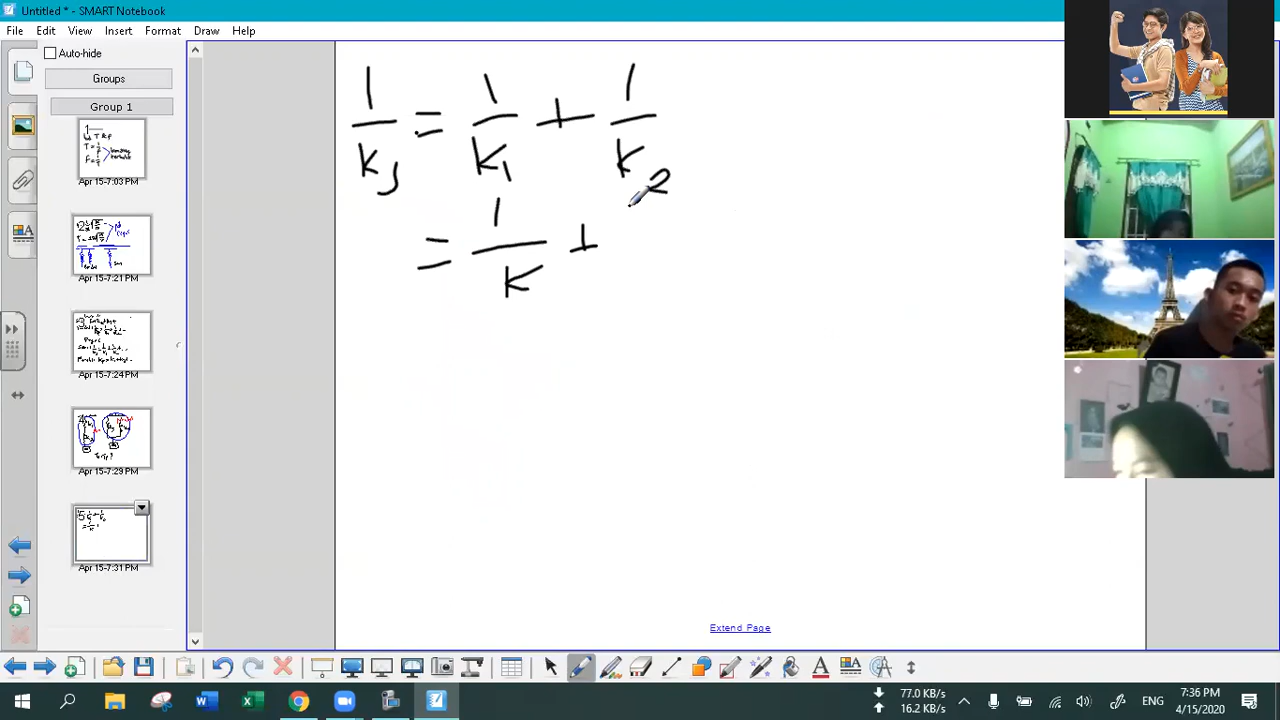 Untitled * - SMART Notebook
File Edit View Insert Format Draw Help
Auto-hide
Groups
Group 1
Apr 15-7:03 PM
Apr 15-7:23 PM
Apr 15-7:24 PM
Apr 15-7:29 PM
Apr 15-7:31 PM
1/ks = 1/k1 + 1/k2
= 1/k +
Extend Page
77.0 KB/s
16.2 KB/s
ENG
7:36 PM
4/15/2020